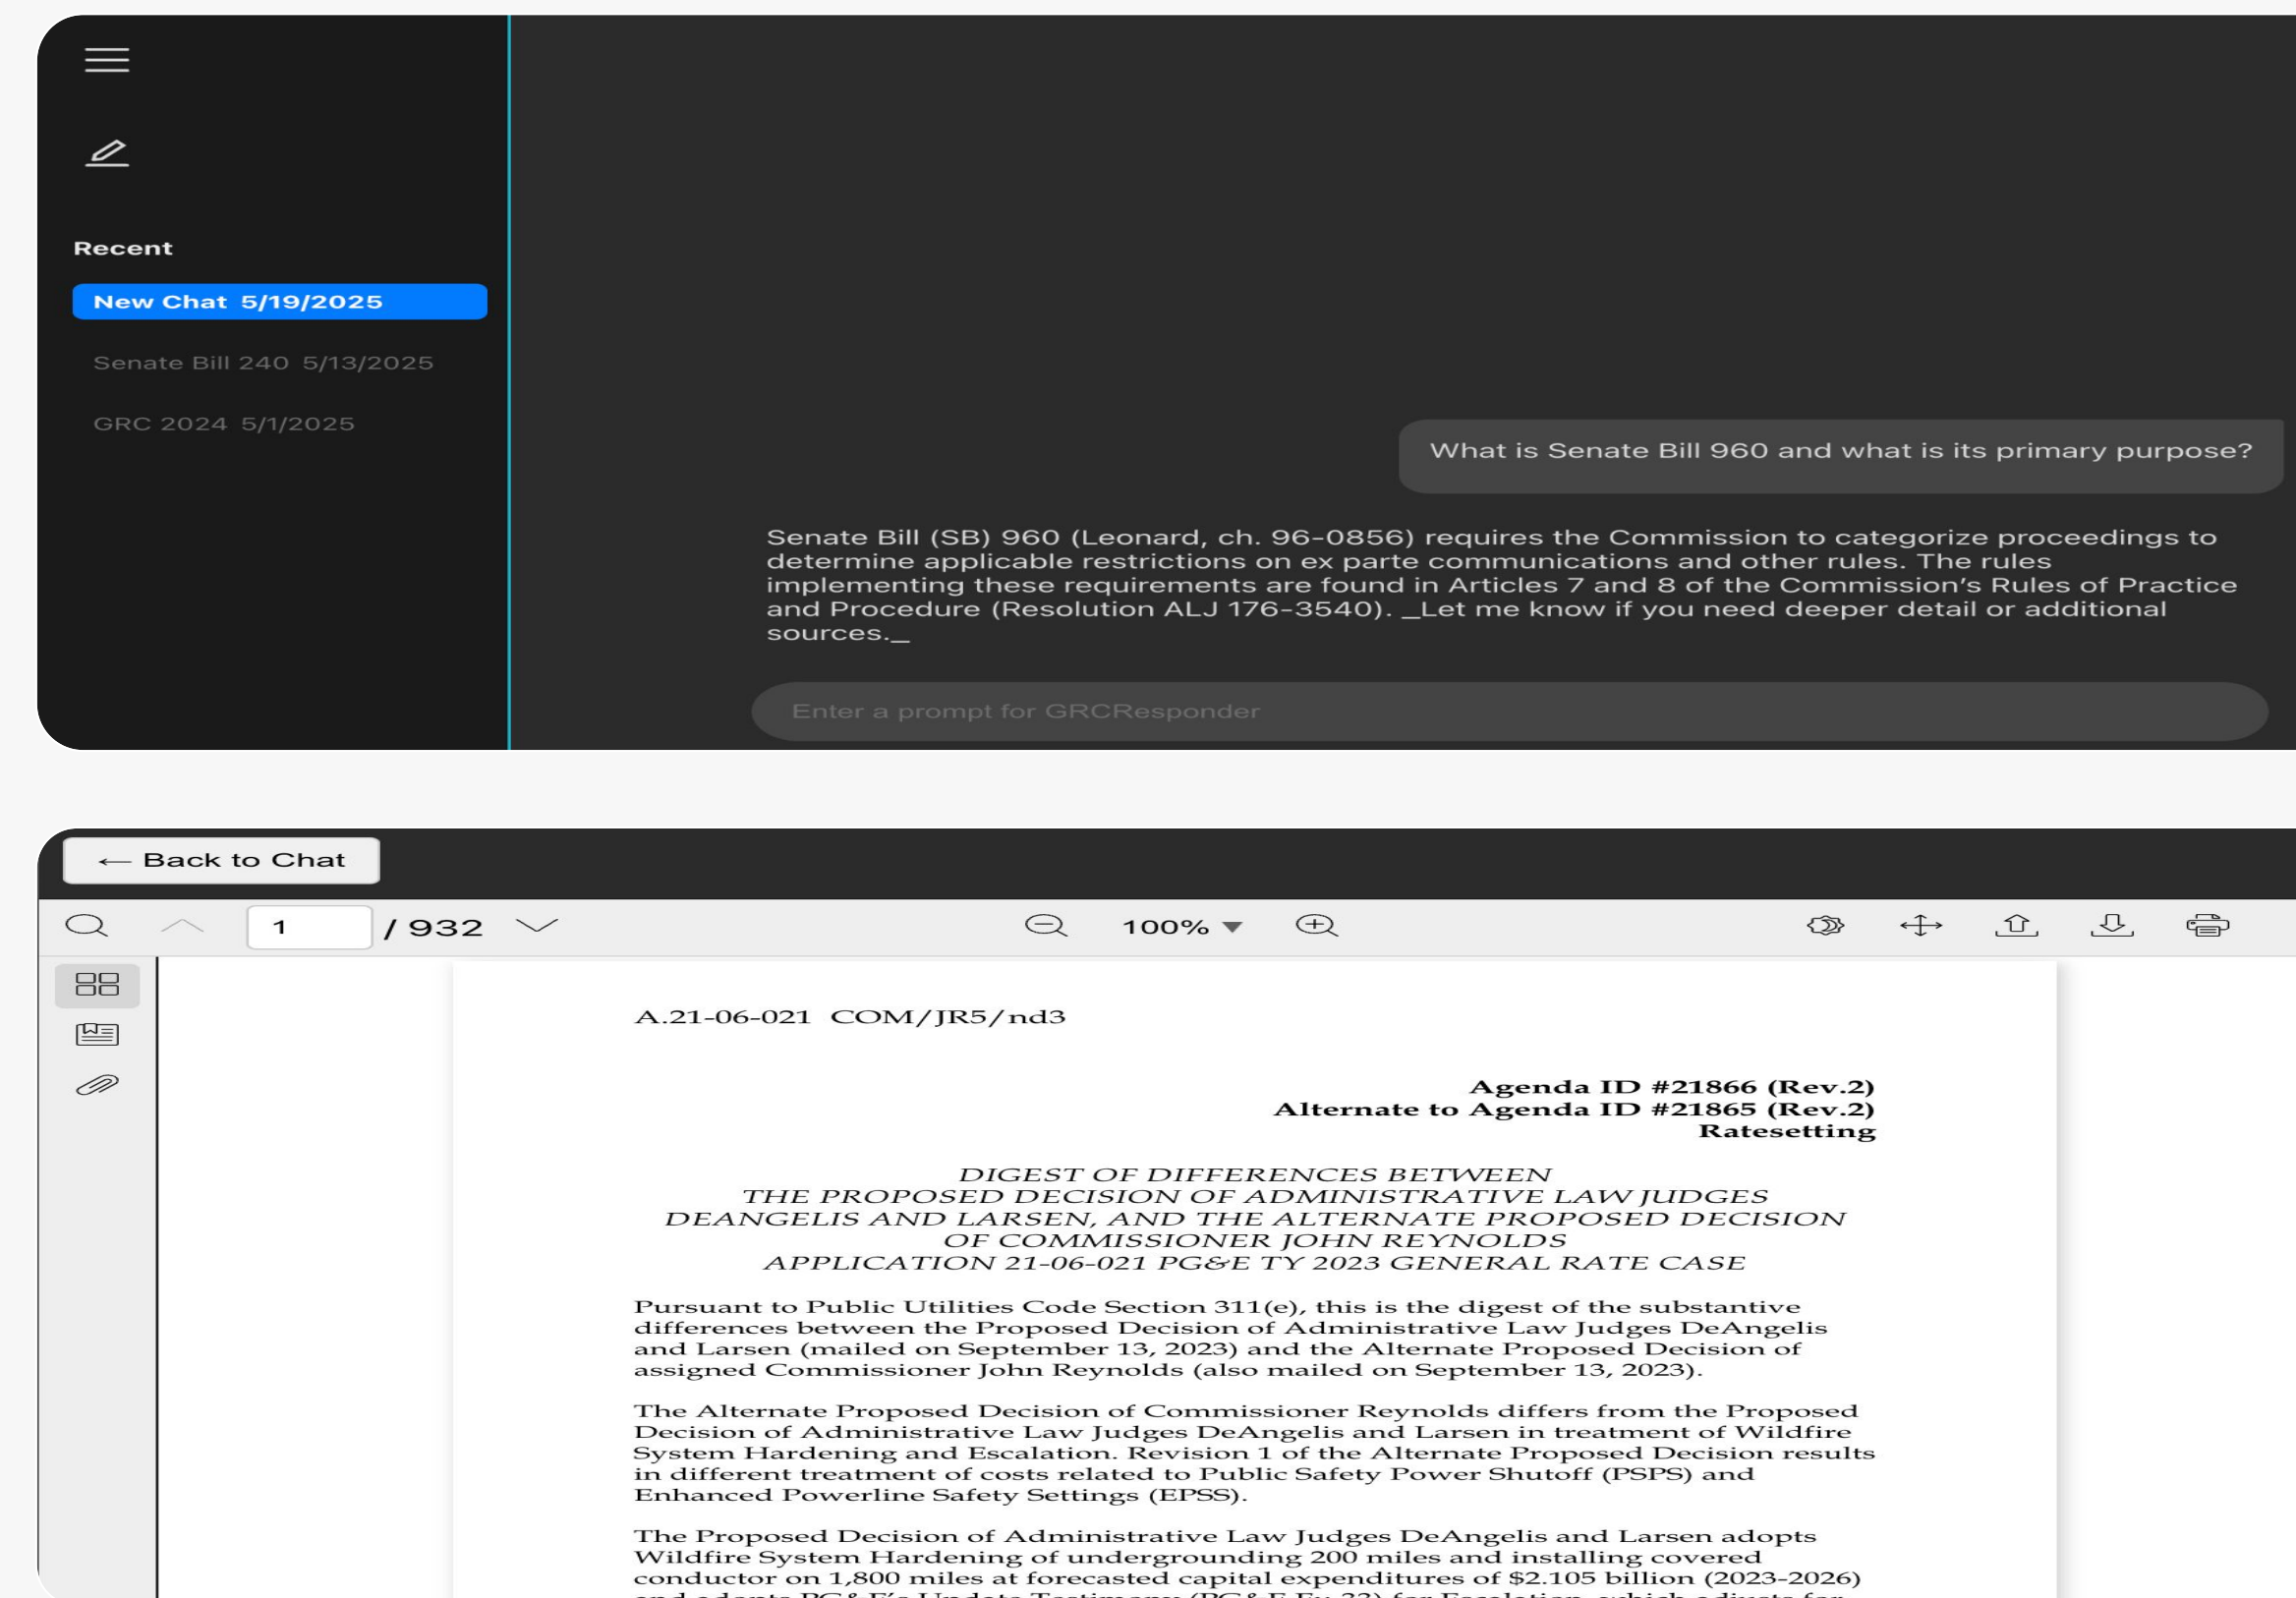 Recent
New Chat 5/19/2025
Senate Bill 240 5/13/2025
GRC 2024 5/1/2025
What is Senate Bill 960 and what is its primary purpose?
Senate Bill (SB) 960 (Leonard, ch. 96-0856) requires the Commission to categorize proceedings to
determine applicable restrictions on ex parte communications and other rules. The rules
implementing these requirements are found in Articles 7 and 8 of the Commission's Rules of Practice
and Procedure (Resolution ALJ 176-3540). _Let me know if you need deeper detail or additional
sources._
Enter a prompt for GRCResponder
← Back to Chat
1 / 932
100%
A.21-06-021 COM/JR5/nd3
Agenda ID #21866 (Rev.2)
Alternate to Agenda ID #21865 (Rev.2)
Ratesetting
DIGEST OF DIFFERENCES BETWEEN
THE PROPOSED DECISION OF ADMINISTRATIVE LAW JUDGES
DEANGELIS AND LARSEN, AND THE ALTERNATE PROPOSED DECISION
OF COMMISSIONER JOHN REYNOLDS
APPLICATION 21-06-021 PG&E TY 2023 GENERAL RATE CASE
Pursuant to Public Utilities Code Section 311(e), this is the digest of the substantive
differences between the Proposed Decision of Administrative Law Judges DeAngelis
and Larsen (mailed on September 13, 2023) and the Alternate Proposed Decision of
assigned Commissioner John Reynolds (also mailed on September 13, 2023).
The Alternate Proposed Decision of Commissioner Reynolds differs from the Proposed
Decision of Administrative Law Judges DeAngelis and Larsen in treatment of Wildfire
System Hardening and Escalation. Revision 1 of the Alternate Proposed Decision results
in different treatment of costs related to Public Safety Power Shutoff (PSPS) and
Enhanced Powerline Safety Settings (EPSS).
The Proposed Decision of Administrative Law Judges DeAngelis and Larsen adopts
Wildfire System Hardening of undergrounding 200 miles and installing covered
conductor on 1,800 miles at forecasted capital expenditures of $2.105 billion (2023-2026)
and adopts PG&E's Update Testimony (PG&E Ex-33) for Escalation, which adjusts for